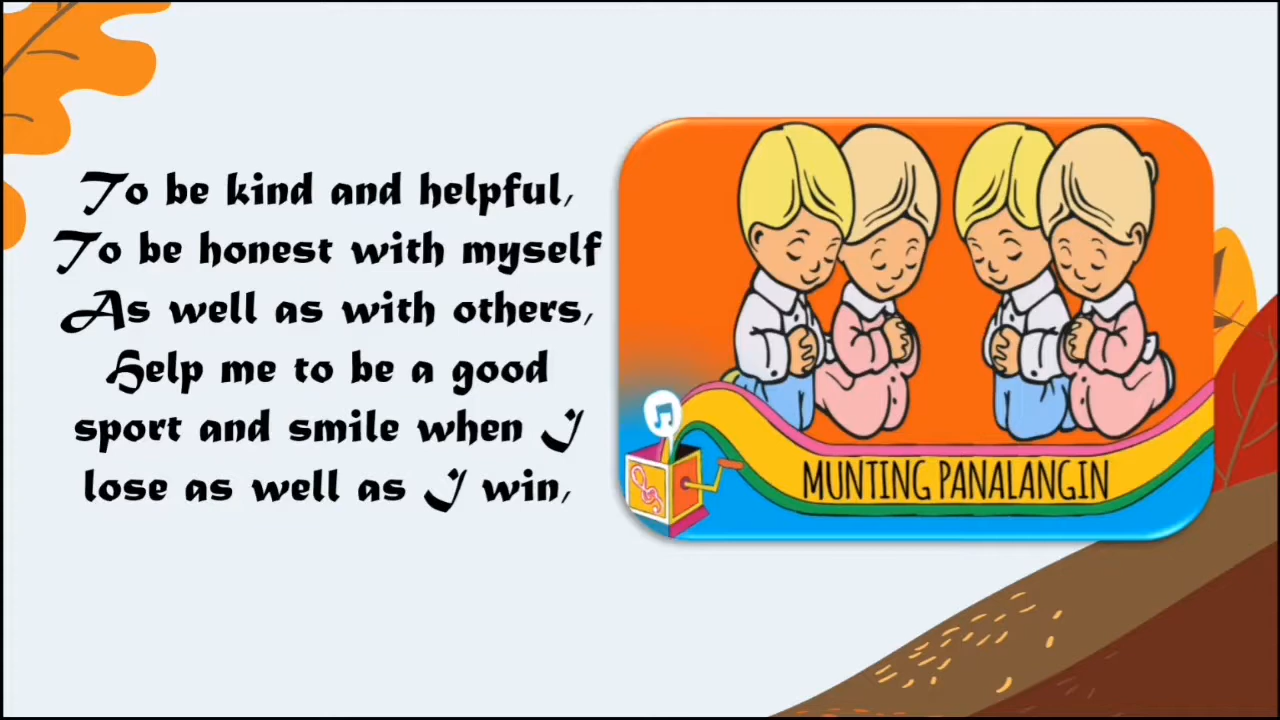 To be kind and helpful,
To be honest with myself
As well as with others,
Help me to be a good
sport and smile when I
lose as well as I win,
MUNTING PANALANGIN